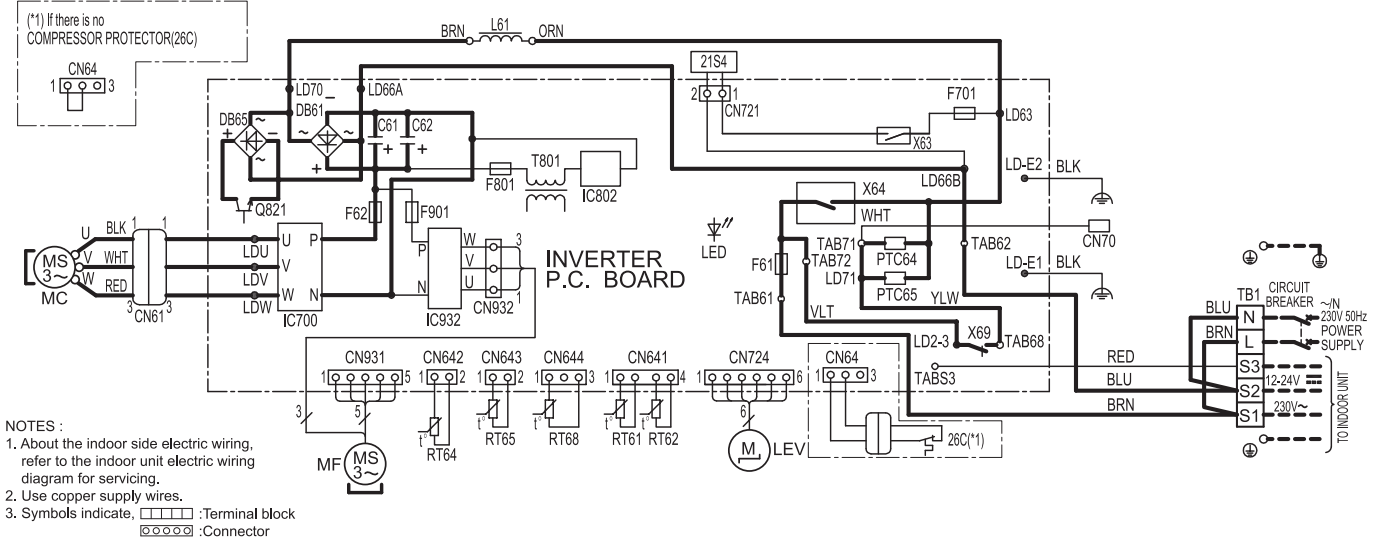 (*1) If there is no
COMPRESSOR PROTECTOR(26C)
CN64
1 3
BRN L61 ORN
LD70 LD66A
DB65 DB61 −
+ ~ − ~ ~ +
~
C61 C62
+ +
Q821
F801 T801 IC802
F62 F901
21S4
2 1
CN721
F701
X63
LD63
LD66B
LD-E2 BLK
X64
WHT
CN70
LED
TAB71
TAB72
PTC64
TAB62
F61
LD71
PTC65
LD-E1 BLK
TAB61
VLT
YLW
LD2-3 X69 TAB68
TABS3
INVERTER
P.C. BOARD
U BLK 1 1
V WHT
W RED 3 3
MS
3~
MC
CN61
LDU
LDV
LDW
U P
V
W N
IC700
P W 3
V
N U 1
IC932 CN932
CN931
1 5
CN642
1 2
CN643
1 2
CN644
1 3
CN641
1 4
CN724
1 6
CN64
1 3
3 5
t° RT64
t° RT65
t° RT68
t° RT61
t° RT62
6
MF MS
3~
M LEV
26C(*1)
RED
BLU
BRN
BLU
BRN
TB1
N
L
S3
S2
S1
CIRCUIT
BREAKER
~/N
230V 50Hz
POWER
SUPPLY
12-24V
230V~
TO INDOOR UNIT
NOTES :
1. About the indoor side electric wiring,
refer to the indoor unit electric wiring
diagram for servicing.
2. Use copper supply wires.
3. Symbols indicate, :Terminal block
:Connector